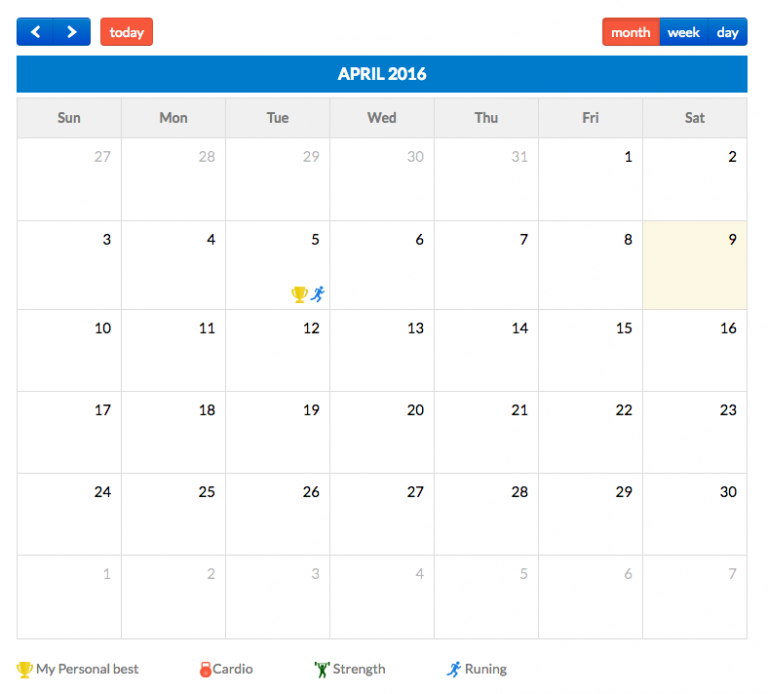 today month week day
APRIL 2016
Sun Mon Tue Wed Thu Fri Sat
27 28 29 30 31 1 2
3 4 5 6 7 8 9
10 11 12 13 14 15 16
17 18 19 20 21 22 23
24 25 26 27 28 29 30
1 2 3 4 5 6 7
My Personal best Cardio Strength Runing